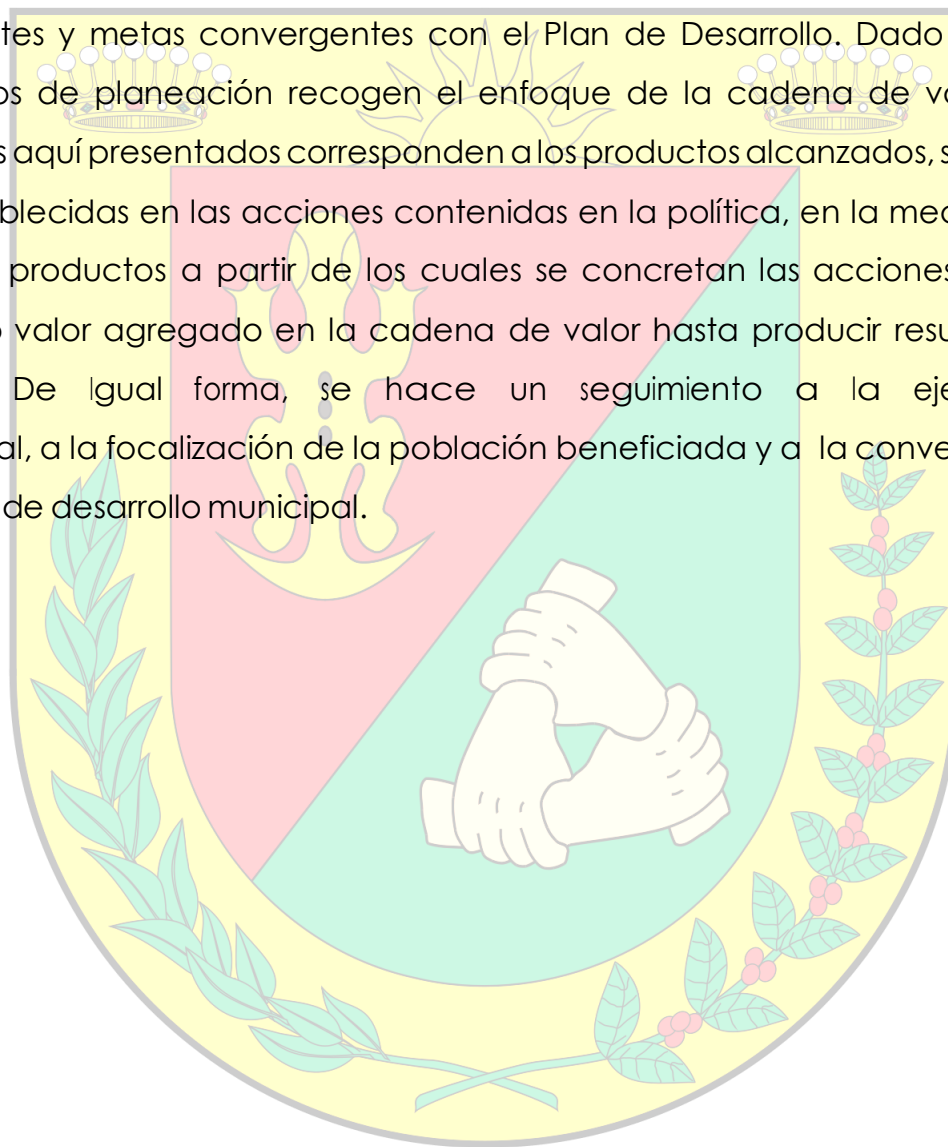 tes y metas convergentes con el Plan de Desarrollo. Dado
os de planeación recogen el enfoque de la cadena de va
s aquí presentados corresponden a los productos alcanzados, s
blecidas en las acciones contenidas en la política, en la mec
productos a partir de los cuales se concretan las acciones
o valor agregado en la cadena de valor hasta producir resu
De Igual forma, se hace un seguimiento a la eje
al, a la focalización de la población beneficiada y a la conve
de desarrollo municipal.